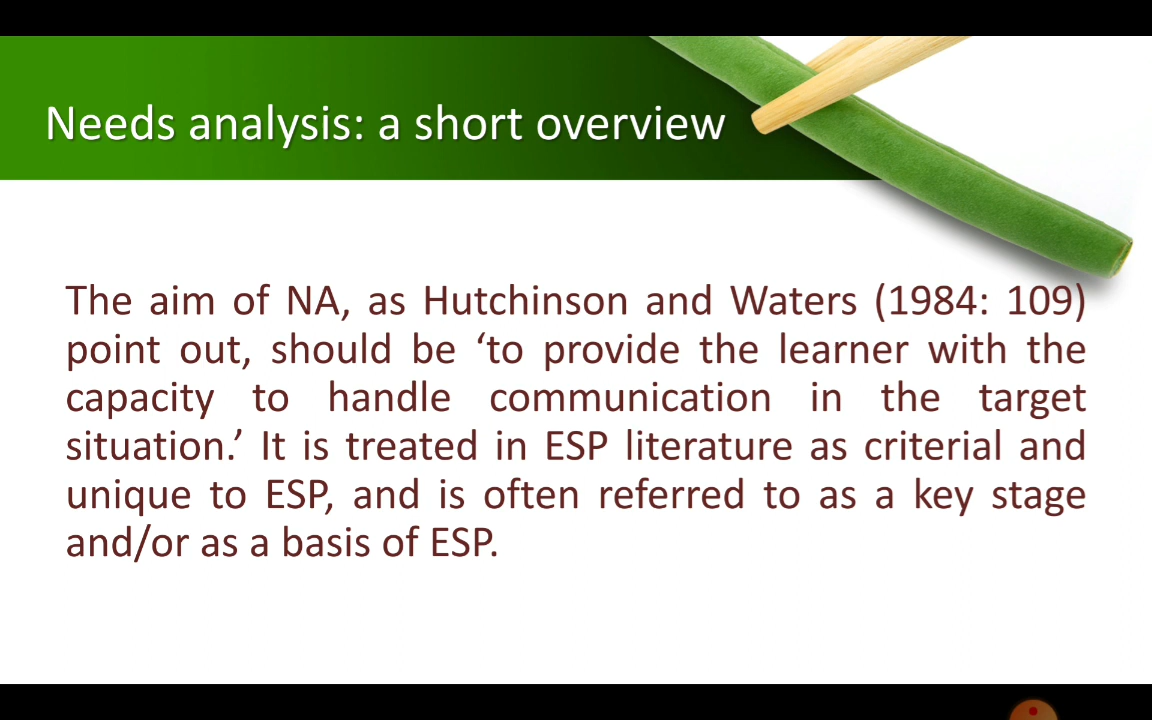 Needs analysis: a short overview
The aim of NA, as Hutchinson and Waters (1984: 109)
point out, should be ‘to provide the learner with the
capacity to handle communication in the target
situation.’ It is treated in ESP literature as criterial and
unique to ESP, and is often referred to as a key stage
and/or as a basis of ESP.